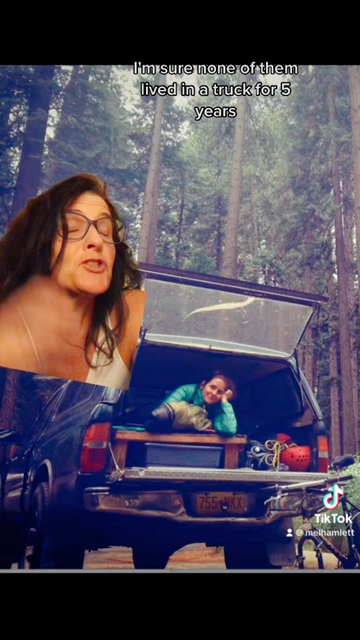 I'm sure none of them
lived in a truck for 5
years
TikTok
@melhamlett